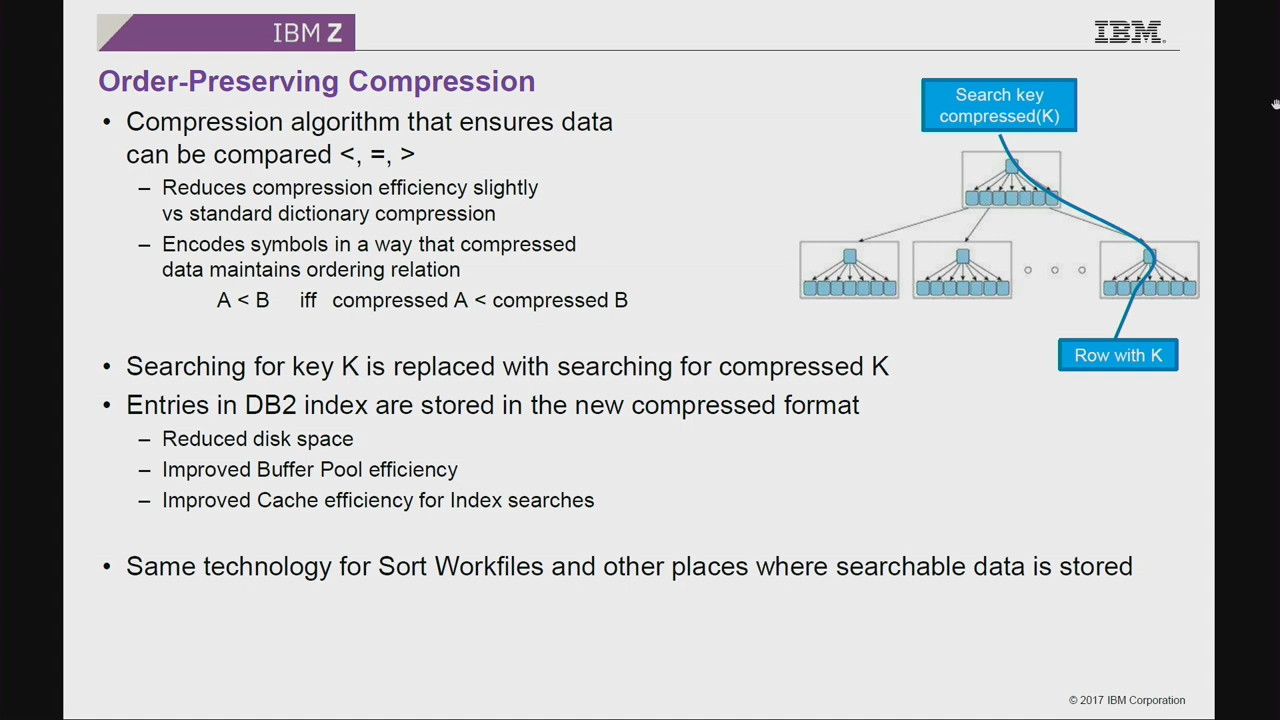 IBM Z
IBM
Order-Preserving Compression
• Compression algorithm that ensures data
can be compared <, =, >
– Reduces compression efficiency slightly
vs standard dictionary compression
– Encodes symbols in a way that compressed
data maintains ordering relation
A < B iff compressed A < compressed B
Search key
compressed(K)
Row with K
• Searching for key K is replaced with searching for compressed K
• Entries in DB2 index are stored in the new compressed format
– Reduced disk space
– Improved Buffer Pool efficiency
– Improved Cache efficiency for Index searches
• Same technology for Sort Workfiles and other places where searchable data is stored
© 2017 IBM Corporation